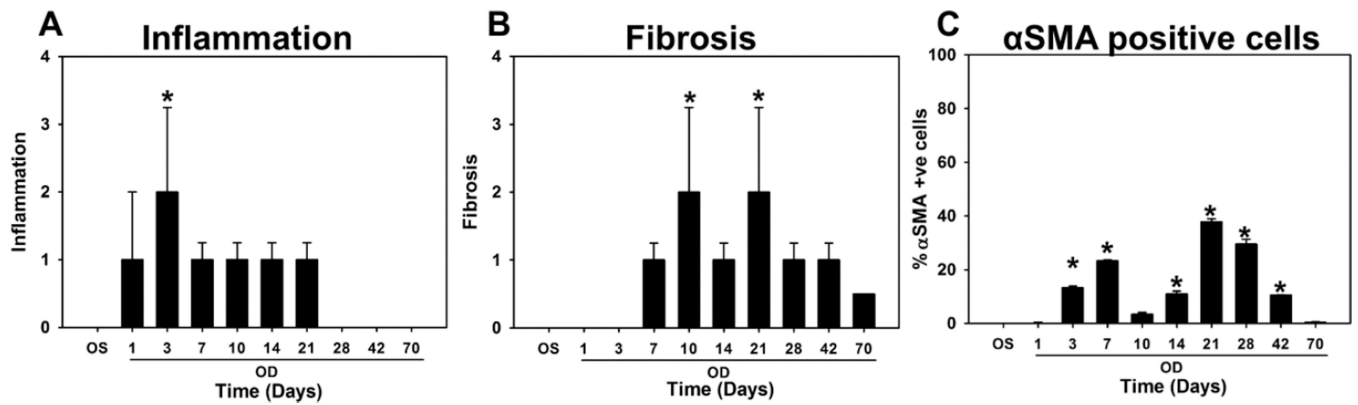 A Inflammation
4
3
2
1
0
Inflammation
*
OS 1 3 7 10 14 21 28 42 70
OD
Time (Days)
B Fibrosis
4
3
2
1
0
Fibrosis
* *
OS 1 3 7 10 14 21 28 42 70
OD
Time (Days)
C αSMA positive cells
100
80
60
40
20
0
% αSMA +ve cells
* * * * * *
OS 1 3 7 10 14 21 28 42 70
OD
Time (Days)